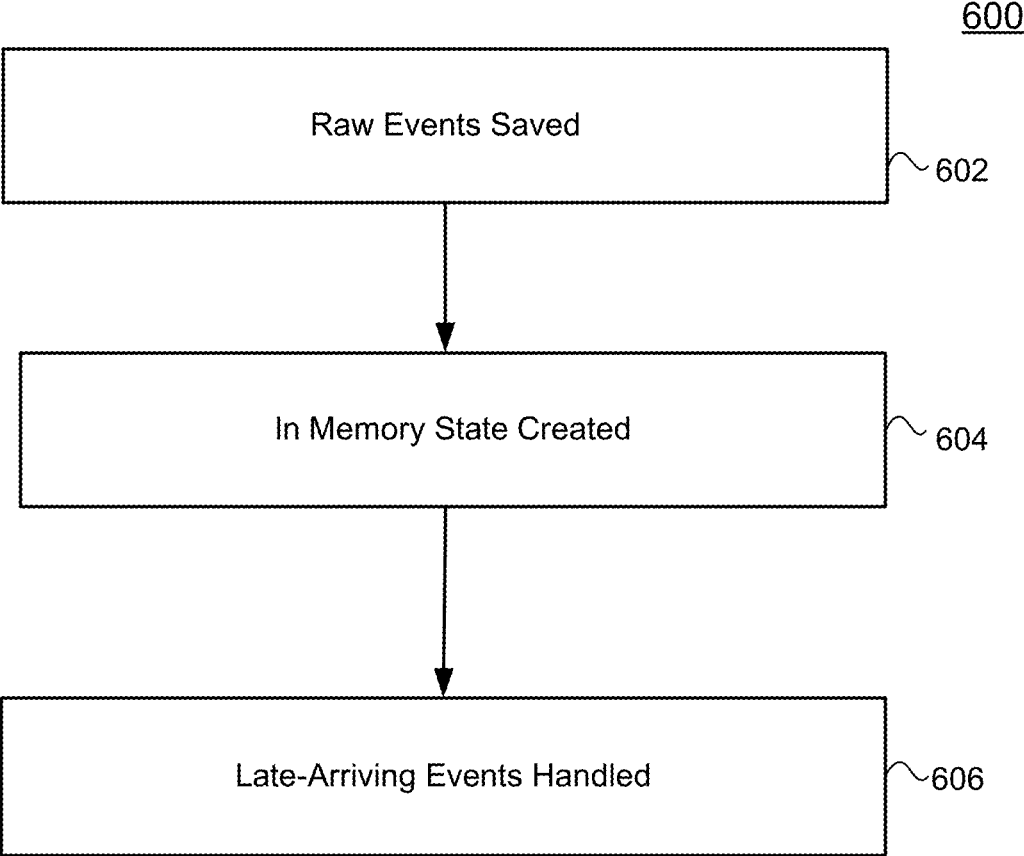 600
Raw Events Saved
602
In Memory State Created
604
Late-Arriving Events Handled
606